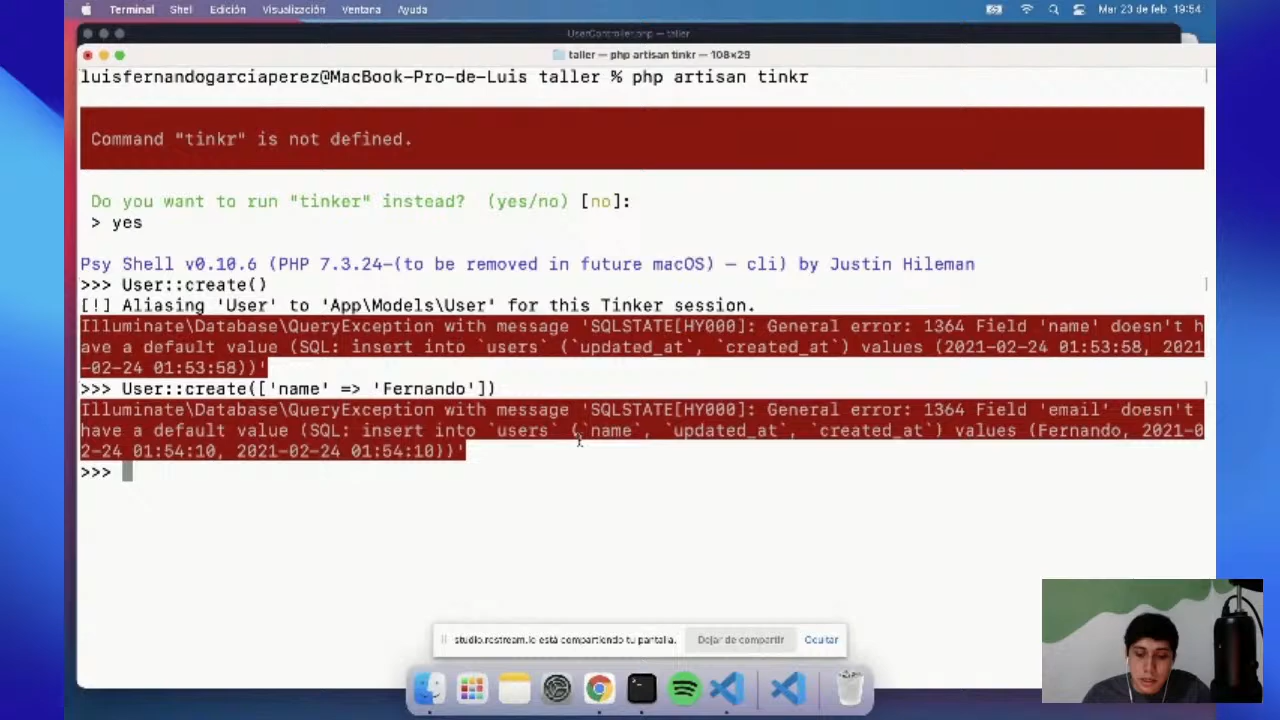 Terminal Shell Edición Visualización Ventana Ayuda Mar 23 de feb 19:54
UserController.php — taller
taller — php artisan tinkr — 108×29
luisfernandogarciaperez@MacBook-Pro-de-Luis taller % php artisan tinkr
Command "tinkr" is not defined.
Do you want to run "tinker" instead? (yes/no) [no]:
> yes
Psy Shell v0.10.6 (PHP 7.3.24-(to be removed in future macOS) — cli) by Justin Hileman
>>> User::create()
[!] Aliasing 'User' to 'App\Models\User' for this Tinker session.
Illuminate\Database\QueryException with message 'SQLSTATE[HY000]: General error: 1364 Field 'name' doesn't h
ave a default value (SQL: insert into `users` (`updated_at`, `created_at`) values (2021-02-24 01:53:58, 2021
-02-24 01:53:58))'
>>> User::create(['name' => 'Fernando'])
Illuminate\Database\QueryException with message 'SQLSTATE[HY000]: General error: 1364 Field 'email' doesn't
have a default value (SQL: insert into `users` (`name`, `updated_at`, `created_at`) values (Fernando, 2021-0
2-24 01:54:10, 2021-02-24 01:54:10))'
>>>
studio.restream.io está compartiendo tu pantalla. Dejar de compartir Ocultar